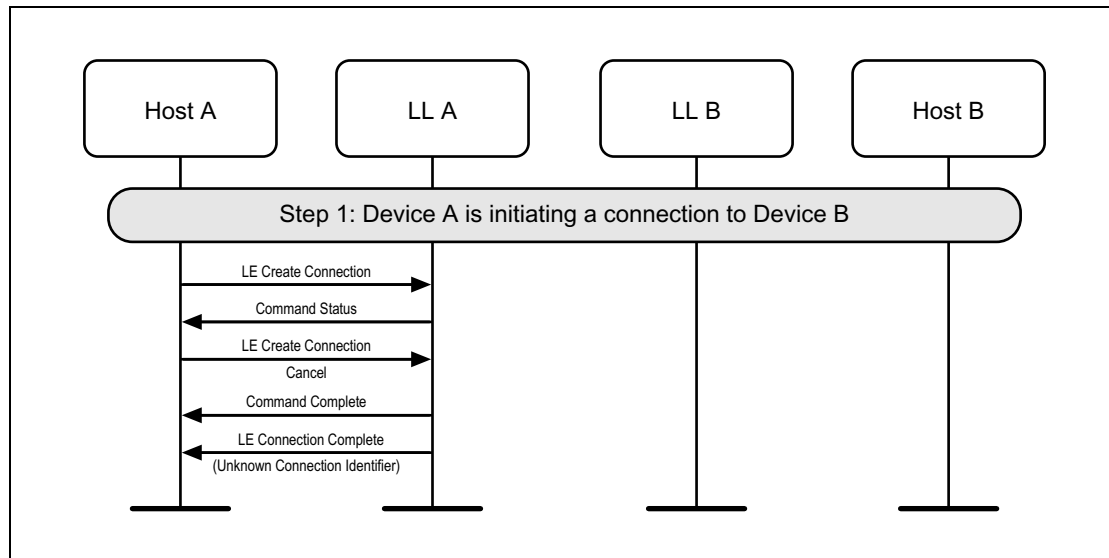 Host A
LL A
LL B
Host B
Step 1: Device A is initiating a connection to Device B
LE Create Connection
Command Status
LE Create Connection
Cancel
Command Complete
LE Connection Complete
(Unknown Connection Identifier)